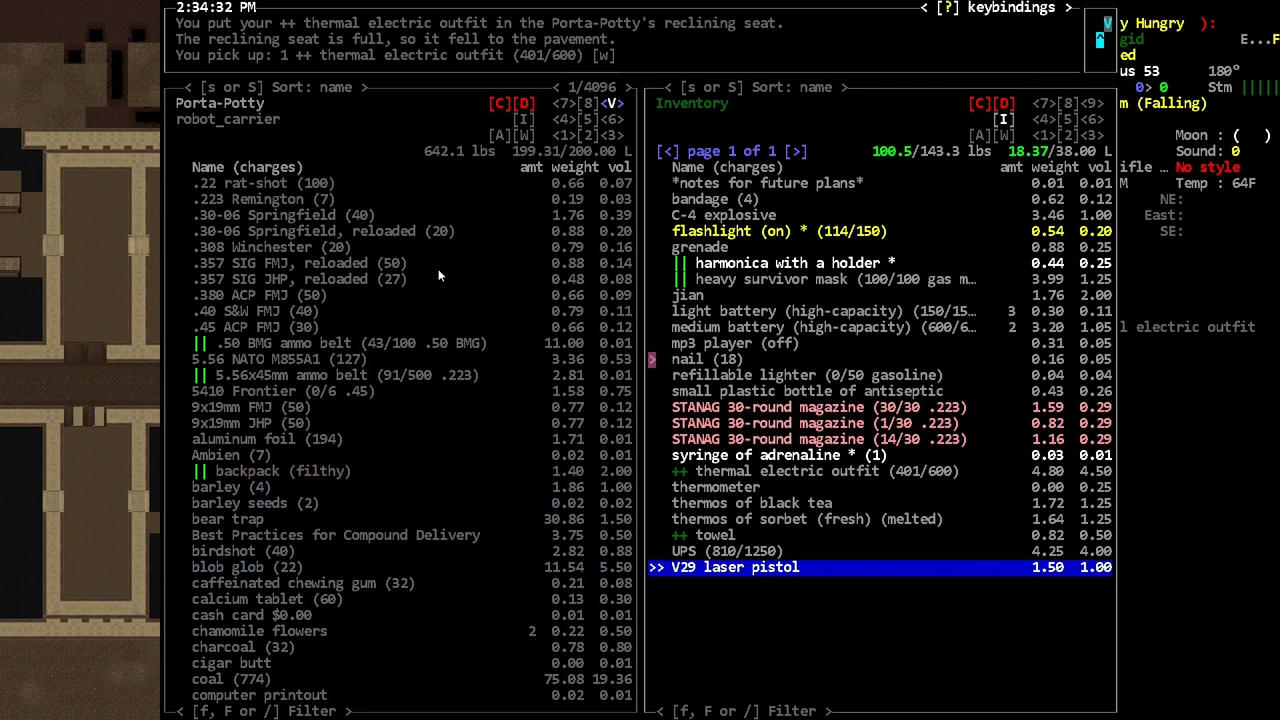 2:34:32 PM
< [?] keybindings >
You put your ++ thermal electric outfit in the Porta-Potty's reclining seat.
The reclining seat is full, so it fell to the pavement.
You pick up: 1 ++ thermal electric outfit (401/600) [w]
V
^
y Hungry ):
gid E...F
ed
us 53 180°
0> 0 Stm |||||
m (Falling)
Moon : ( )
Sound: 0
ifle … No style
M Temp : 64F
NE:
East:
SE:
l electric outfit
< [s or S] Sort: name > < 1/4096 >
Porta-Potty [C][D] <7>[8]<V>
robot_carrier [I] <4>[5]<6>
[A][W] <1>[2]<3>
642.1 lbs 199.31/200.00 L
Name (charges) amt weight vol
.22 rat-shot (100) 0.66 0.07
.223 Remington (7) 0.19 0.03
.30-06 Springfield (40) 1.76 0.39
.30-06 Springfield, reloaded (20) 0.88 0.20
.308 Winchester (20) 0.79 0.16
.357 SIG FMJ, reloaded (50) 0.88 0.14
.357 SIG JHP, reloaded (27) 0.48 0.08
.380 ACP FMJ (50) 0.66 0.09
.40 S&W FMJ (40) 0.79 0.11
.45 ACP FMJ (30) 0.66 0.12
|| .50 BMG ammo belt (43/100 .50 BMG) 11.00 0.01
5.56 NATO M855A1 (127) 3.36 0.53
|| 5.56x45mm ammo belt (91/500 .223) 2.81 0.01
5410 Frontier (0/6 .45) 1.58 0.75
9x19mm FMJ (50) 0.77 0.12
9x19mm JHP (50) 0.77 0.12
aluminum foil (194) 1.71 0.01
Ambien (7) 0.02 0.01
|| backpack (filthy) 1.40 2.00
barley (4) 1.86 1.00
barley seeds (2) 0.02 0.02
bear trap 30.86 1.50
Best Practices for Compound Delivery 3.75 0.50
birdshot (40) 2.82 0.88
blob glob (22) 11.54 5.50
caffeinated chewing gum (32) 0.21 0.08
calcium tablet (60) 0.13 0.30
cash card $0.00 0.01 0.01
chamomile flowers 2 0.22 0.50
charcoal (32) 0.78 0.80
cigar butt 0.00 0.01
coal (774) 75.08 19.36
computer printout 0.02 0.01
< [f, F or /] Filter >
< [s or S] Sort: name >
Inventory [C][D] <7>[8]<9>
[I] <4>[5]<6>
[A][W] <1>[2]<3>
[<] page 1 of 1 [>] 100.5/143.3 lbs 18.37/38.00 L
Name (charges) amt weight vol
*notes for future plans* 0.01 0.01
bandage (4) 0.62 0.12
C-4 explosive 3.46 1.00
flashlight (on) * (114/150) 0.54 0.20
grenade 0.88 0.25
|| harmonica with a holder * 0.44 0.25
|| heavy survivor mask (100/100 gas m… 3.99 1.25
jian 1.76 2.00
light battery (high-capacity) (150/15… 3 0.30 0.11
medium battery (high-capacity) (600/6… 2 3.20 1.05
mp3 player (off) 0.31 0.05
> nail (18) 0.16 0.05
refillable lighter (0/50 gasoline) 0.04 0.04
small plastic bottle of antiseptic 0.43 0.26
STANAG 30-round magazine (30/30 .223) 1.59 0.29
STANAG 30-round magazine (1/30 .223) 0.82 0.29
STANAG 30-round magazine (14/30 .223) 1.16 0.29
syringe of adrenaline * (1) 0.03 0.01
++ thermal electric outfit (401/600) 4.80 4.50
thermometer 0.00 0.25
thermos of black tea 1.72 1.25
thermos of sorbet (fresh) (melted) 1.64 1.25
++ towel 0.82 0.50
UPS (810/1250) 4.25 4.00
>> V29 laser pistol 1.50 1.00
< [f, F or /] Filter >